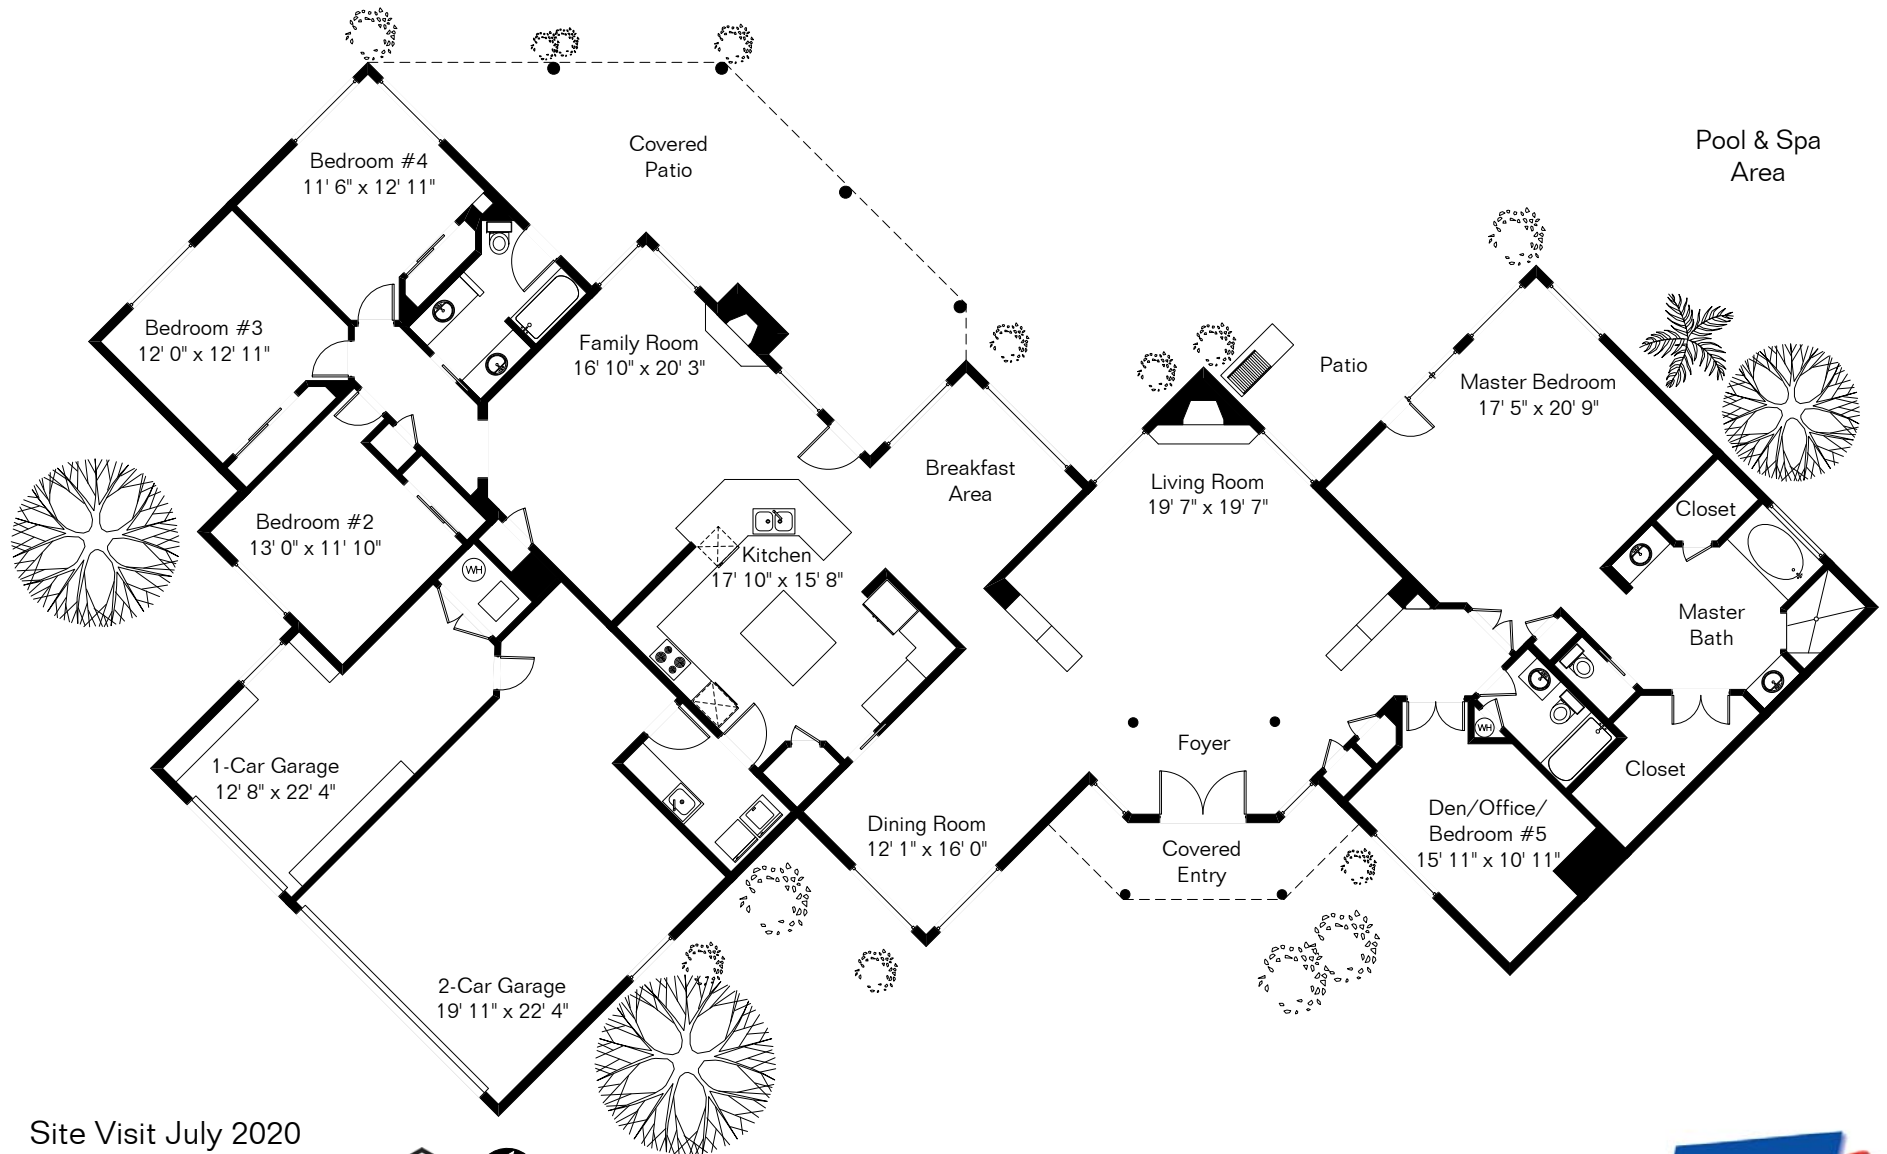 Covered
Patio
Pool & Spa
Area
Bedroom #4
11' 6" x 12' 11"
Bedroom #3
12' 0" x 12' 11"
Family Room
16' 10" x 20' 3"
Patio
Master Bedroom
17' 5" x 20' 9"
Breakfast
Area
Living Room
19' 7" x 19' 7"
Closet
Bedroom #2
13' 0" x 11' 10"
WH
Kitchen
17' 10" x 15' 8"
Master
Bath
WH
Foyer
1-Car Garage
12' 8" x 22' 4"
Closet
Dining Room
12' 1" x 16' 0"
Den/Office/
Bedroom #5
15' 11" x 10' 11"
Covered
Entry
2-Car Garage
19' 11" x 22' 4"
Site Visit July 2020